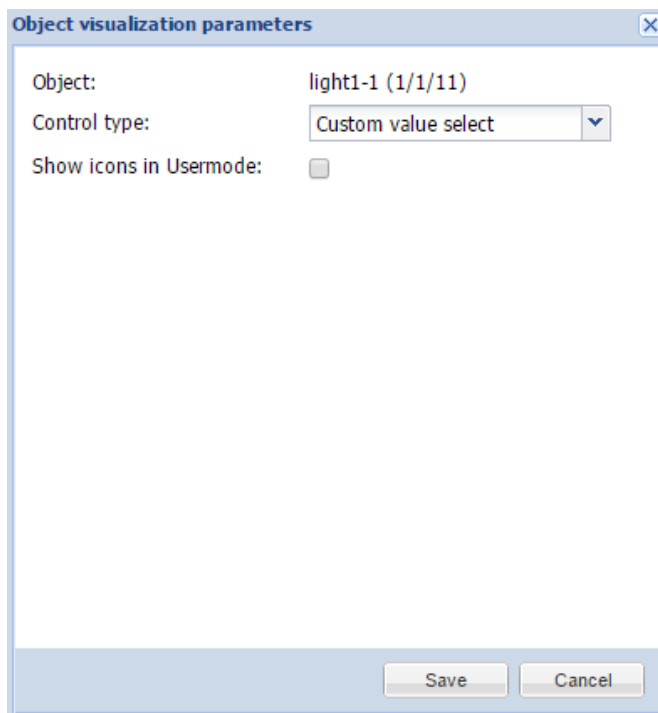 Object visualization parameters
Object: light1-1 (1/1/11)
Control type: Custom value select
Show icons in Usermode:
Save Cancel